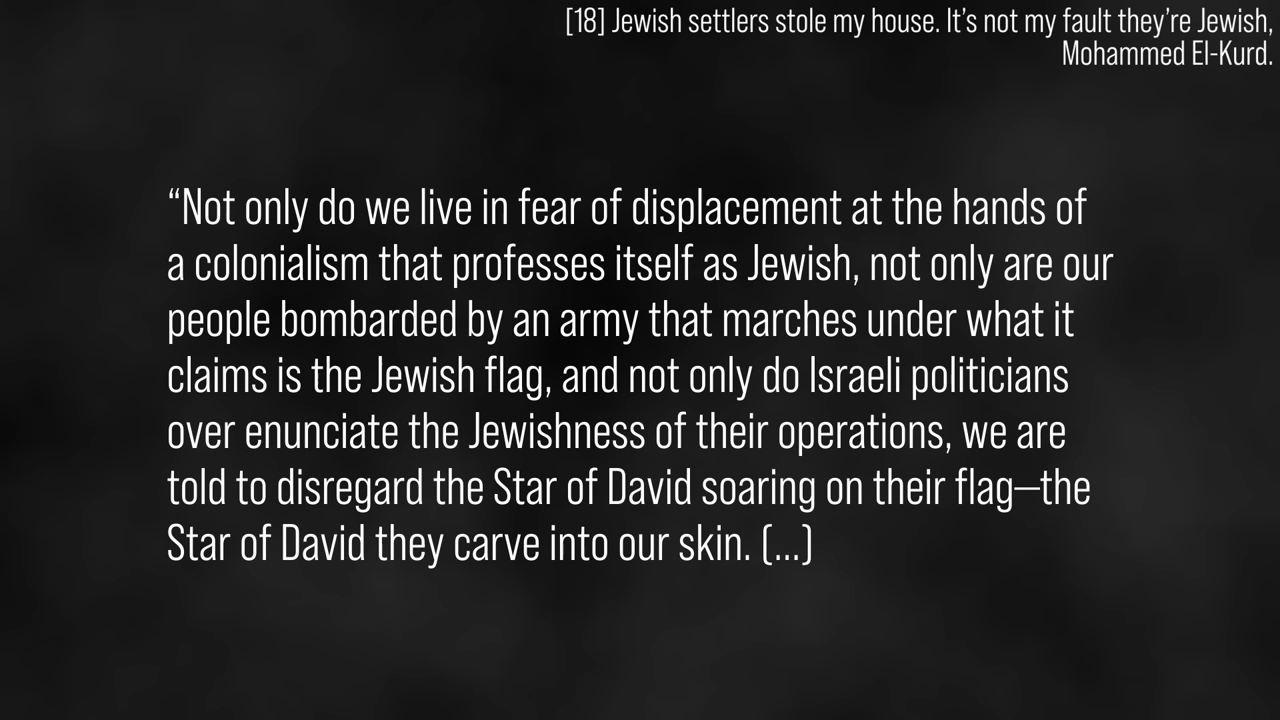 [18] Jewish settlers stole my house. It’s not my fault they’re Jewish,
Mohammed El-Kurd.
“Not only do we live in fear of displacement at the hands of
a colonialism that professes itself as Jewish, not only are our
people bombarded by an army that marches under what it
claims is the Jewish flag, and not only do Israeli politicians
over enunciate the Jewishness of their operations, we are
told to disregard the Star of David soaring on their flag—the
Star of David they carve into our skin. (...)